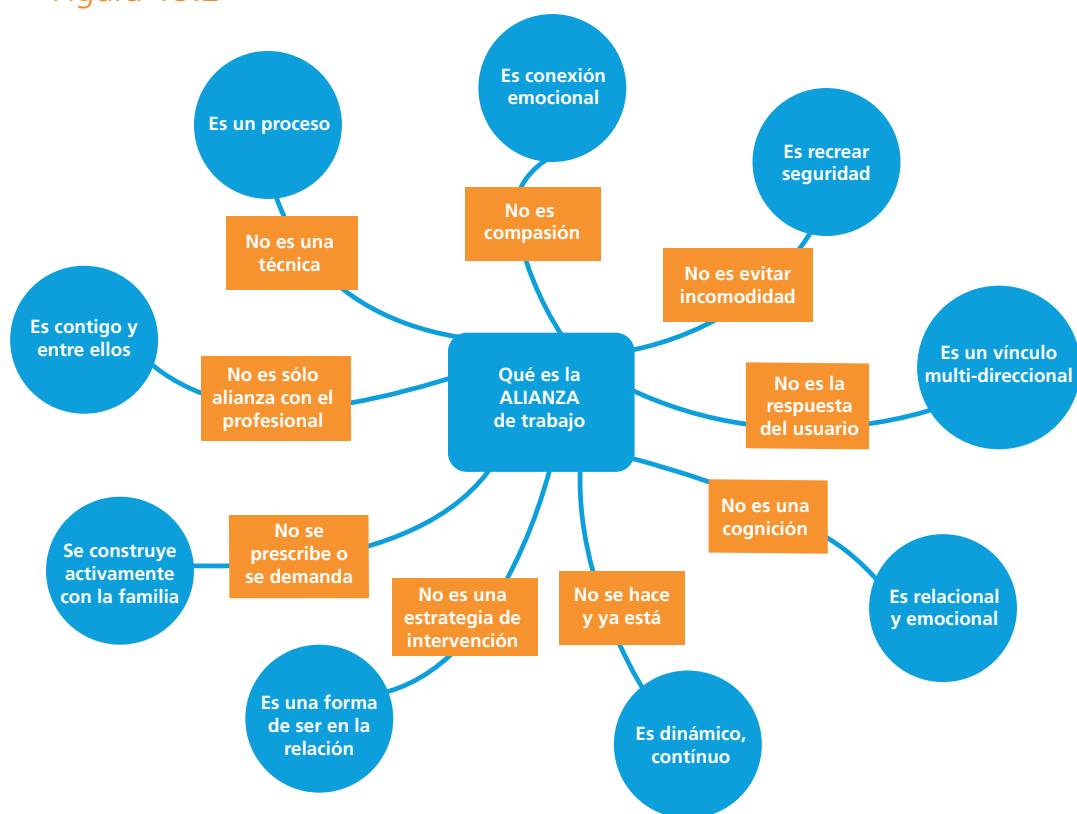 Es conexión
emocional
Es un proceso
Es recrear
seguridad
No es
compasión
No es una
técnica
No es evitar
incomodidad
Es contigo y
entre ellos
Es un vínculo
multi-direccional
Qué es la
ALIANZA
de trabajo
No es sólo
alianza con el
profesional
No es la
respuesta
del usuario
No es una
cognición
No se
prescribe o
se demanda
Se construye
activamente
con la familia
No es una
estrategia de
intervención
No se hace
y ya está
Es relacional
y emocional
Es una forma
de ser en la
relación
Es dinámico,
contínuo